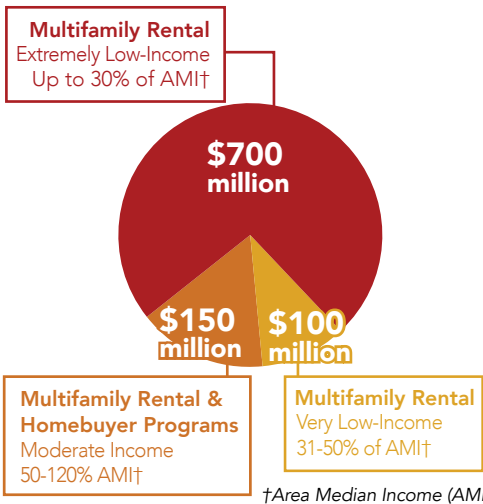 Multifamily Rental
Extremely Low-Income
Up to 30% of AMI†
$700
million
$150
million
$100
million
Multifamily Rental &
Homebuyer Programs
Moderate Income
50-120% AMI†
Multifamily Rental
Very Low-Income
31-50% of AMI†
†Area Median Income (AMI